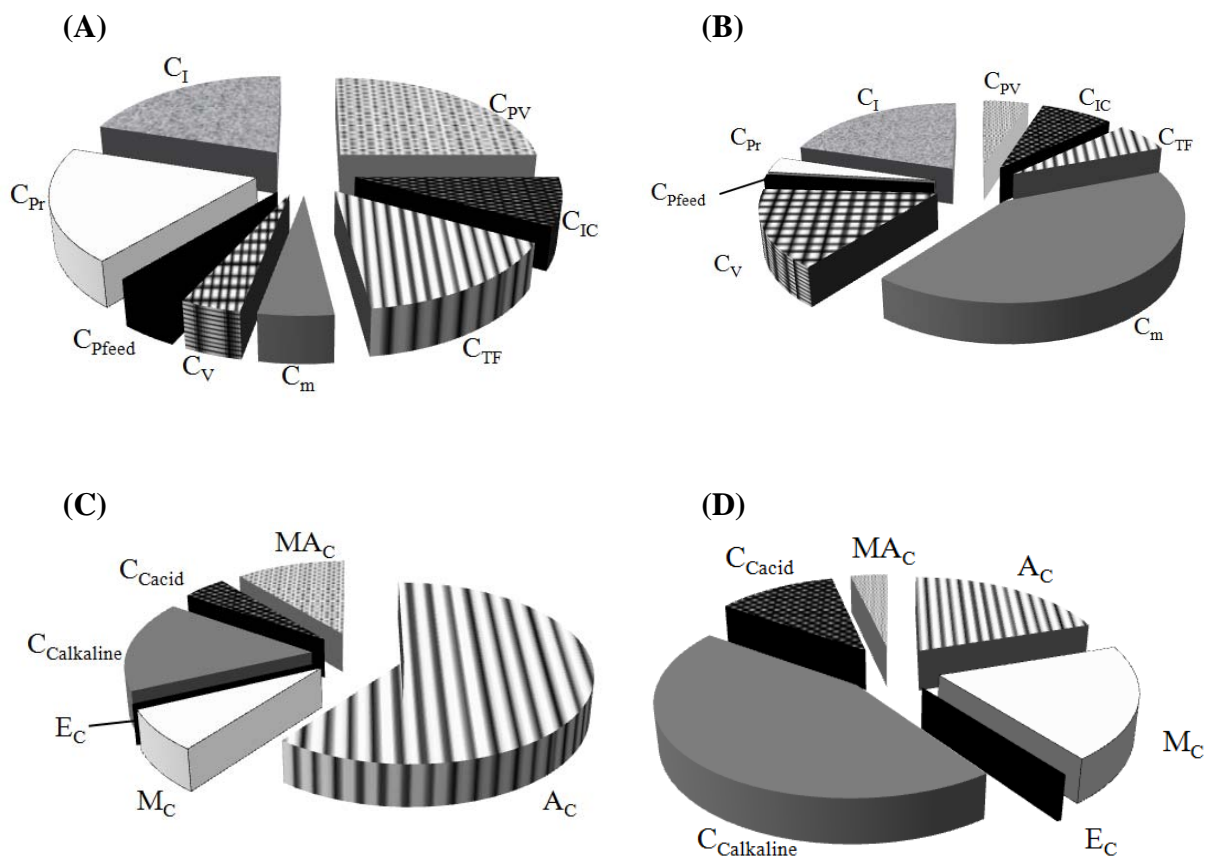 (A)
C_I
C_PV
C_IC
C_TF
C_m
C_V
C_Pfeed
C_Pr
(B)
C_I
C_PV
C_IC
C_TF
C_m
C_V
C_Pfeed
C_Pr
(C)
MA_C
C_Cacid
C_Calkaline
E_C
M_C
A_C
(D)
MA_C
C_Cacid
A_C
M_C
E_C
C_Calkaline